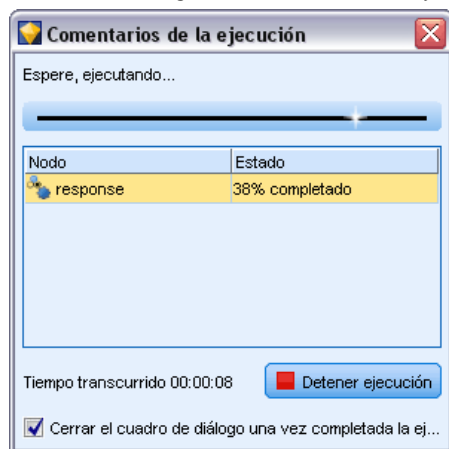 Comentarios de la ejecución
Espere, ejecutando...
Nodo Estado
response 38% completado
Tiempo transcurrido 00:00:08 Detener ejecución
Cerrar el cuadro de diálogo una vez completada la ej...